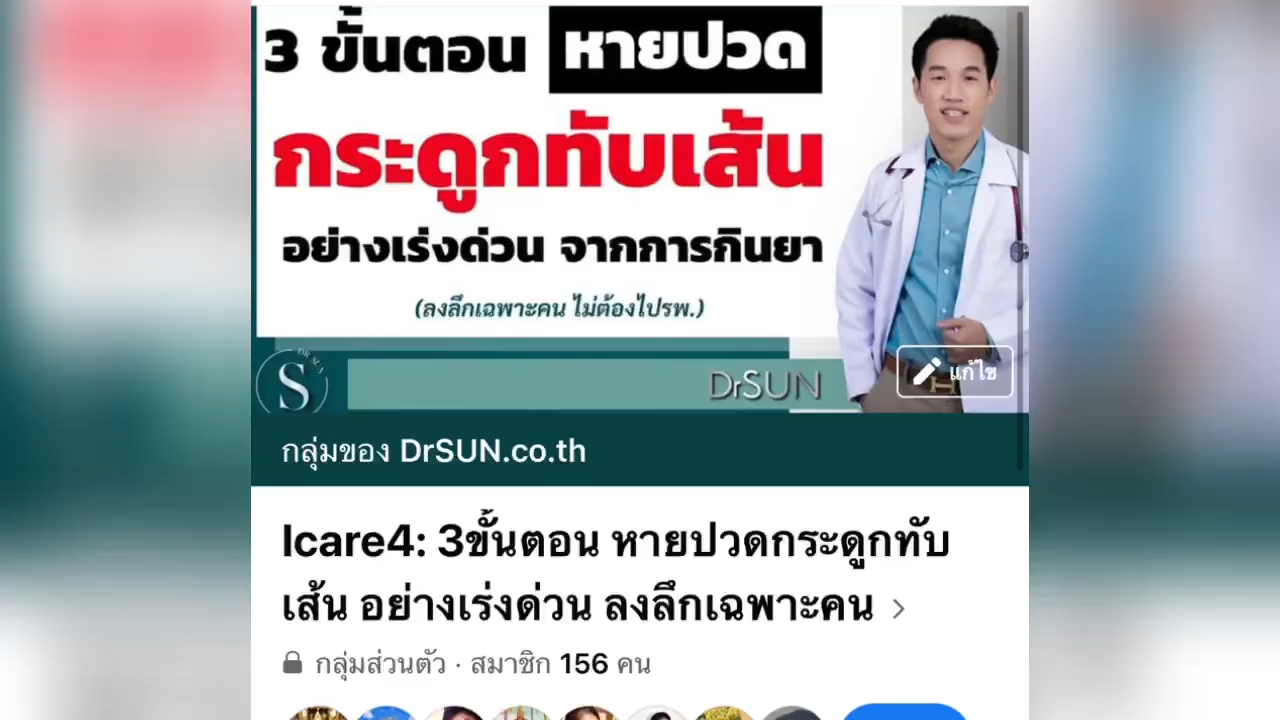 3 ขั้นตอน หายปวด
กระดูกทับเส้น
อย่างเร่งด่วน จากการกินยา
(ลงลึกเฉพาะคน ไม่ต้องไปรพ.)
DR SUN
S
DrSUN
แก้ไข
กลุ่มของ DrSUN.co.th
Icare4: 3ขั้นตอน หายปวดกระดูกทับ
เส้น อย่างเร่งด่วน ลงลึกเฉพาะคน
กลุ่มส่วนตัว · สมาชิก 156 คน